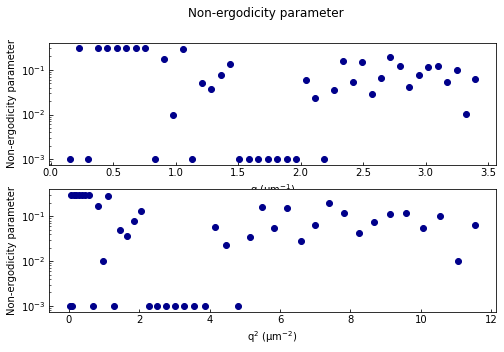 Non-ergodicity parameter
Non-ergodicity parameter
10⁻¹
10⁻²
10⁻³
0.0 0.5 1.0 1.5 2.0 2.5 3.0 3.5
q (μm⁻¹)
Non-ergodicity parameter
10⁻¹
10⁻²
10⁻³
0 2 4 6 8 10 12
q² (μm⁻²)